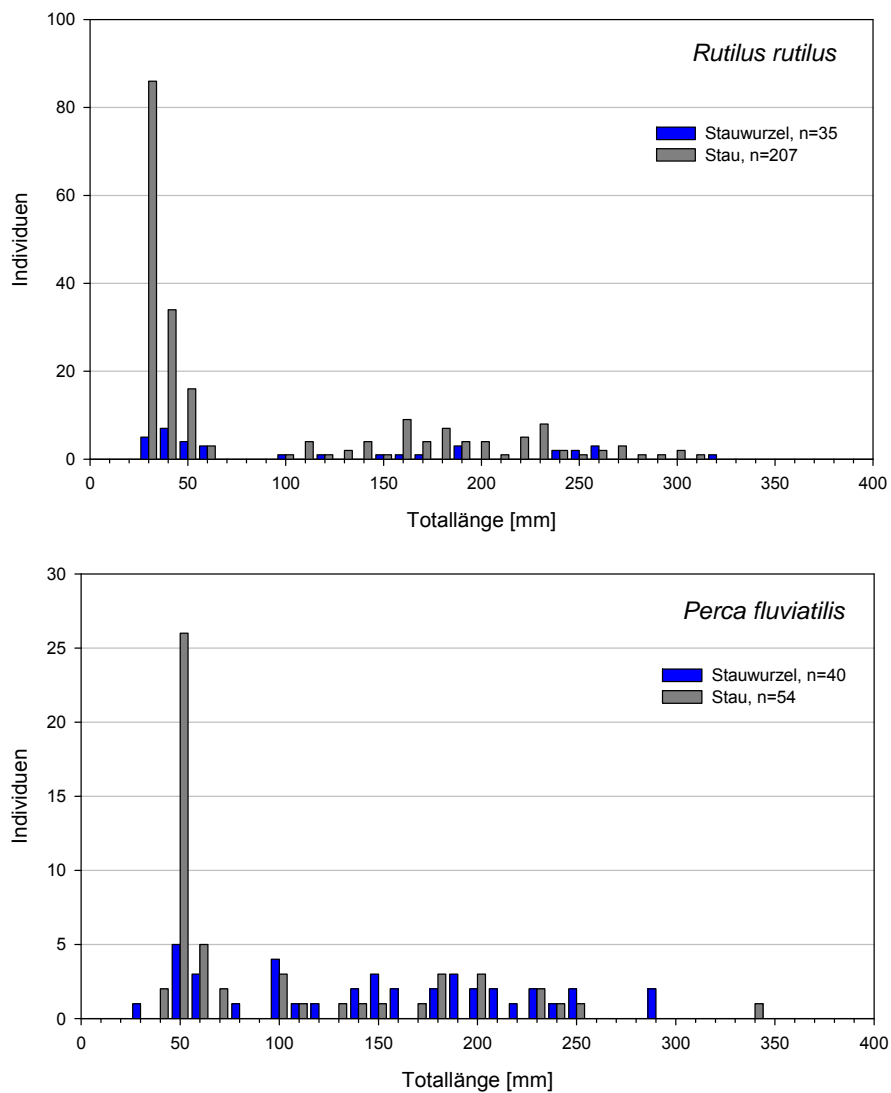 Rutilus rutilus
Stauwurzel, n=35
Stau, n=207
Individuen
100
80
60
40
20
0
0 50 100 150 200 250 300 350 400
Totallänge [mm]
Perca fluviatilis
Stauwurzel, n=40
Stau, n=54
Individuen
30
25
20
15
10
5
0
0 50 100 150 200 250 300 350 400
Totallänge [mm]